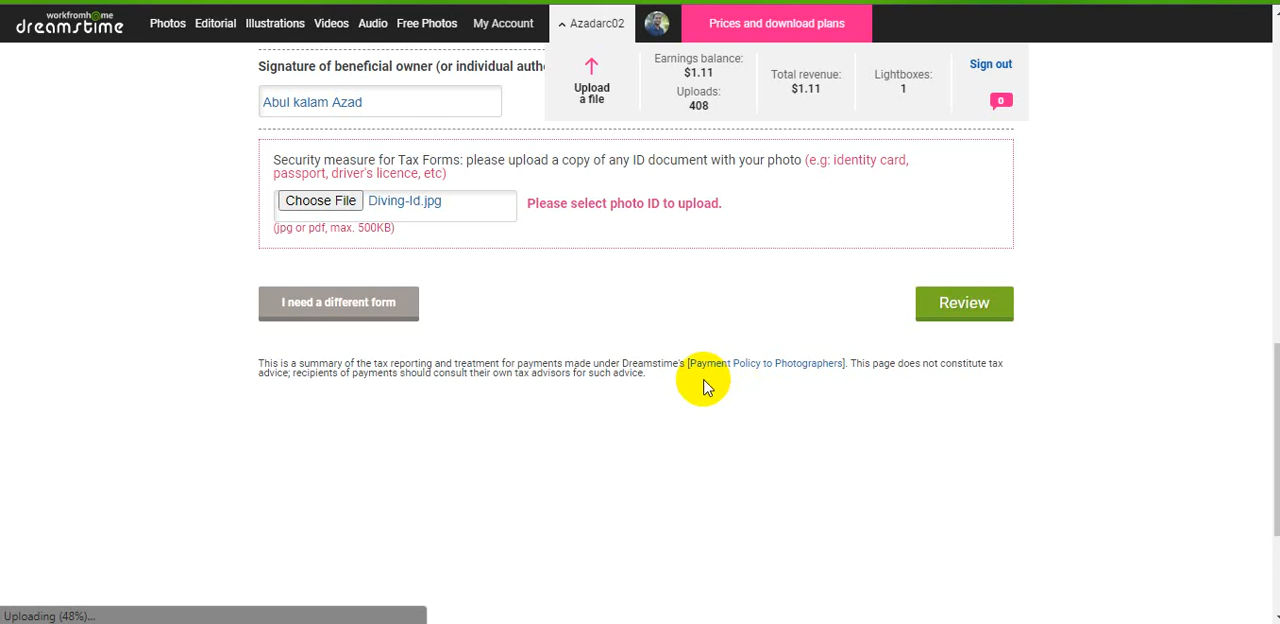 workfromh@me
dreamstime
Photos Editorial Illustrations Videos Audio Free Photos My Account Azadarc02 Prices and download plans
Signature of beneficial owner (or individual auth
Upload
a file
Earnings balance:
$1.11
Uploads:
408
Total revenue:
$1.11
Lightboxes:
1
Sign out
0
Abul kalam Azad
Security measure for Tax Forms: please upload a copy of any ID document with your photo (e.g: identity card,
passport, driver's licence, etc)
Choose File Diving-Id.jpg Please select photo ID to upload.
(jpg or pdf, max. 500KB)
I need a different form Review
This is a summary of the tax reporting and treatment for payments made under Dreamstime's [Payment Policy to Photographers]. This page does not constitute tax
advice; recipients of payments should consult their own tax advisors for such advice.
Uploading (48%)...